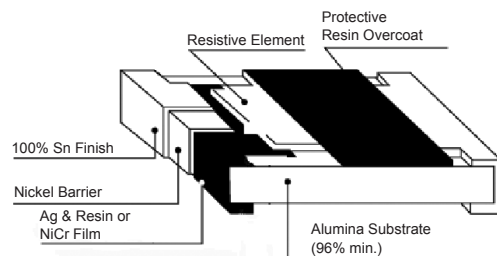 Protective
Resin Overcoat
Resistive Element
100% Sn Finish
Nickel Barrier
Ag & Resin or
NiCr Film
Alumina Substrate
(96% min.)